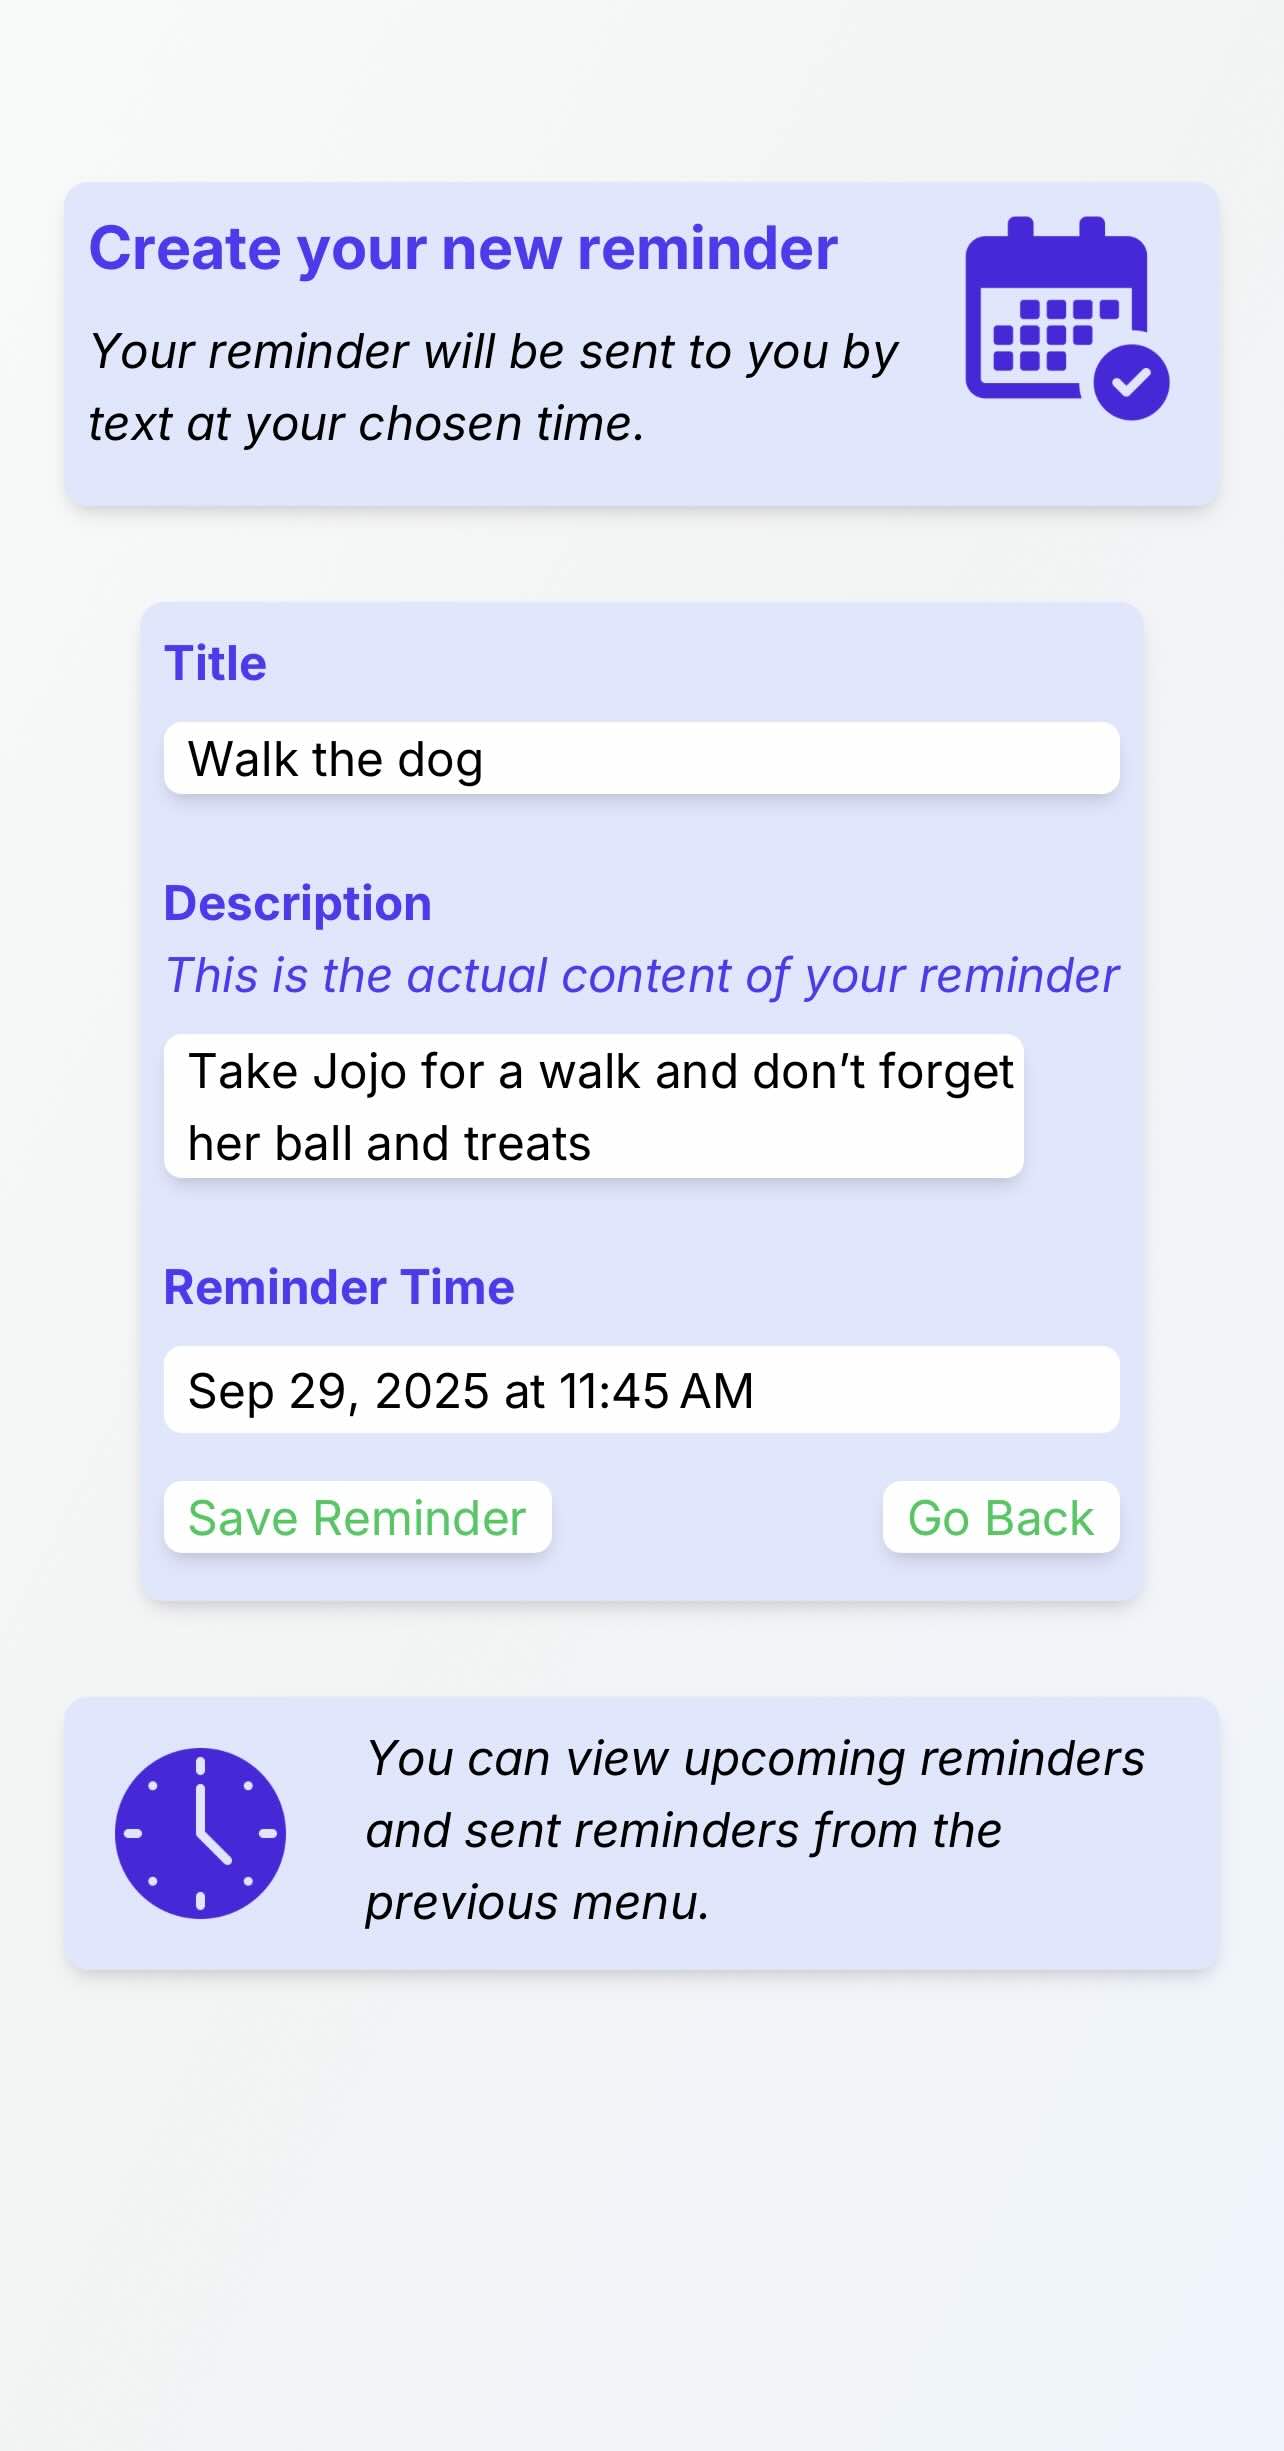 Create your new reminder
Your reminder will be sent to you by
text at your chosen time.
Title
Walk the dog
Description
This is the actual content of your reminder
Take Jojo for a walk and don’t forget
her ball and treats
Reminder Time
Sep 29, 2025 at 11:45 AM
Save Reminder
Go Back
You can view upcoming reminders
and sent reminders from the
previous menu.